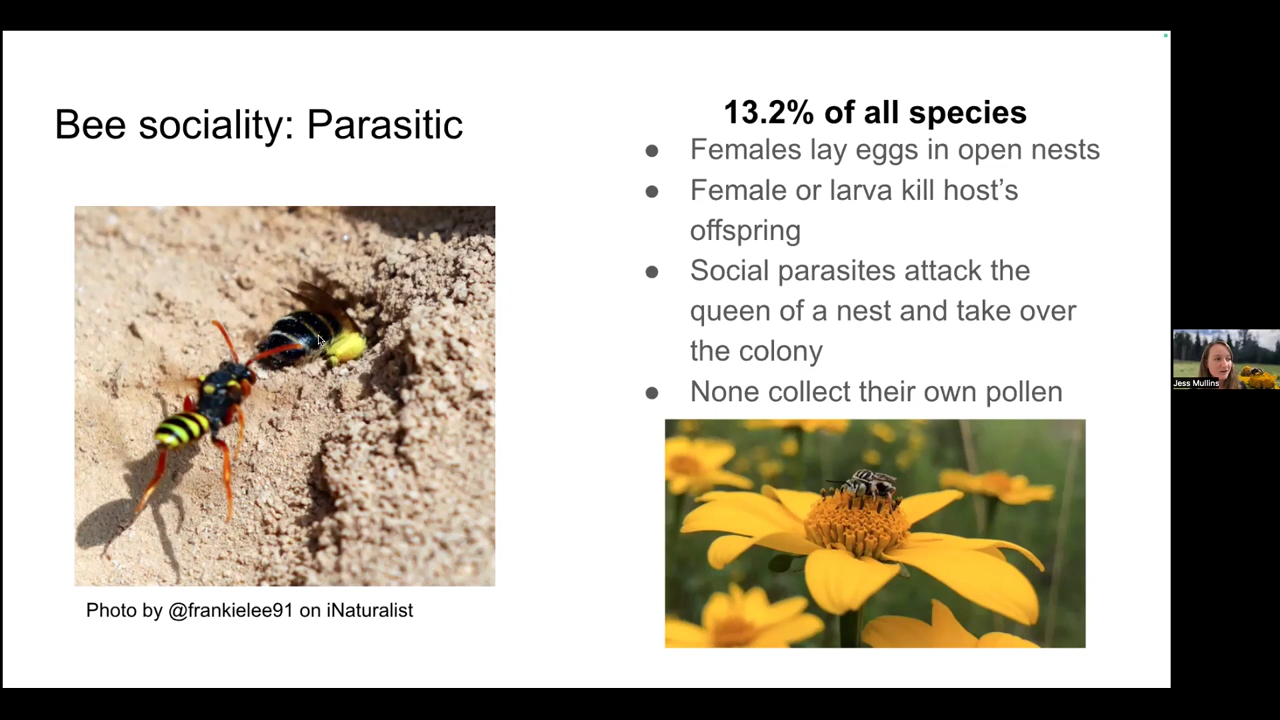 Bee sociality: Parasitic
13.2% of all species
● Females lay eggs in open nests
● Female or larva kill host’s
offspring
● Social parasites attack the
queen of a nest and take over
the colony
● None collect their own pollen
Photo by @frankielee91 on iNaturalist
Jess Mullins